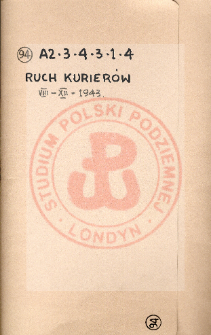 94 A2·3·4·3·1·4
RUCH KURIERÓW
VIII - XII - 1943.
STUDIUM POLSKI PODZIEMNEJ
· LONDYN ·